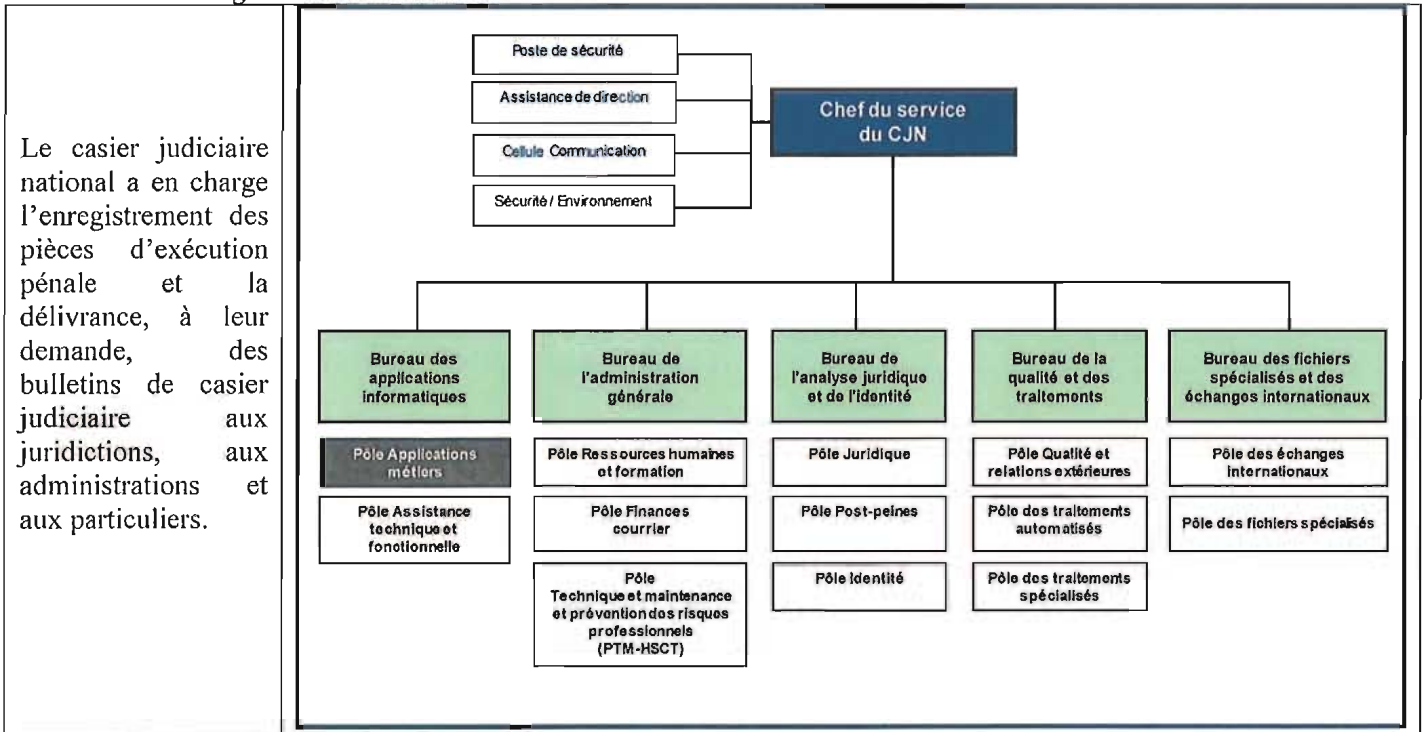 Le casier judiciaire
national a en charge
l'enregistrement des
pièces d'exécution
pénale et la
délivrance, à leur
demande, des
bulletins de casier
judiciaire aux
juridictions, aux
administrations et
aux particuliers.
Poste de sécurité
Assistance de direction
Cellule Communication
Sécurité / Environnement
Chef du service
du CJN
Bureau des
applications
informatiques
Pôle Applications
métiers
Pôle Assistance
technique et
fonctionnelle
Bureau de
l'administration
générale
Pôle Ressources humaines
et formation
Pôle Finances
courrier
Pôle
Technique et maintenance
et prévention des risques
professionnels
(PTM-HSCT)
Bureau de
l'analyse juridique
et de l'identité
Pôle Juridique
Pôle Post-peines
Pôle Identité
Bureau de la
qualité et des
traitements
Pôle Qualité et
relations extérieures
Pôle des traitements
automatisés
Pôle des traitements
spécialisés
Bureau des fichiers
spécialisés et des
échanges internationaux
Pôle des échanges
internationaux
Pôle des fichiers spécialisés